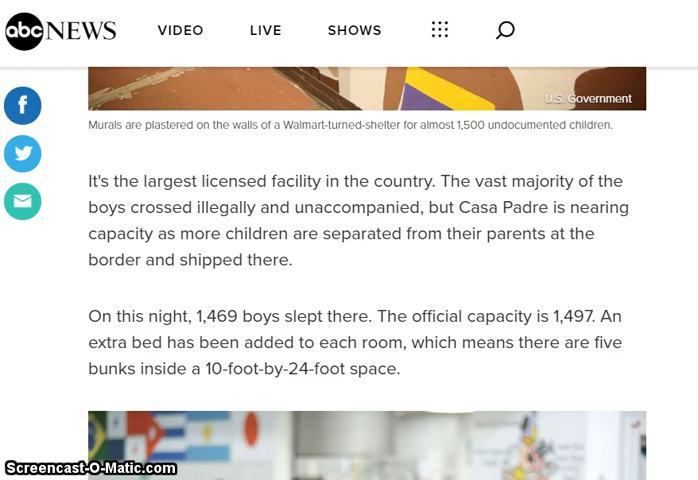 abc NEWS VIDEO LIVE SHOWS
U.S. Government
Murals are plastered on the walls of a Walmart-turned-shelter for almost 1,500 undocumented children.
It's the largest licensed facility in the country. The vast majority of the
boys crossed illegally and unaccompanied, but Casa Padre is nearing
capacity as more children are separated from their parents at the
border and shipped there.
On this night, 1,469 boys slept there. The official capacity is 1,497. An
extra bed has been added to each room, which means there are five
bunks inside a 10-foot-by-24-foot space.
Screencast-O-Matic.com